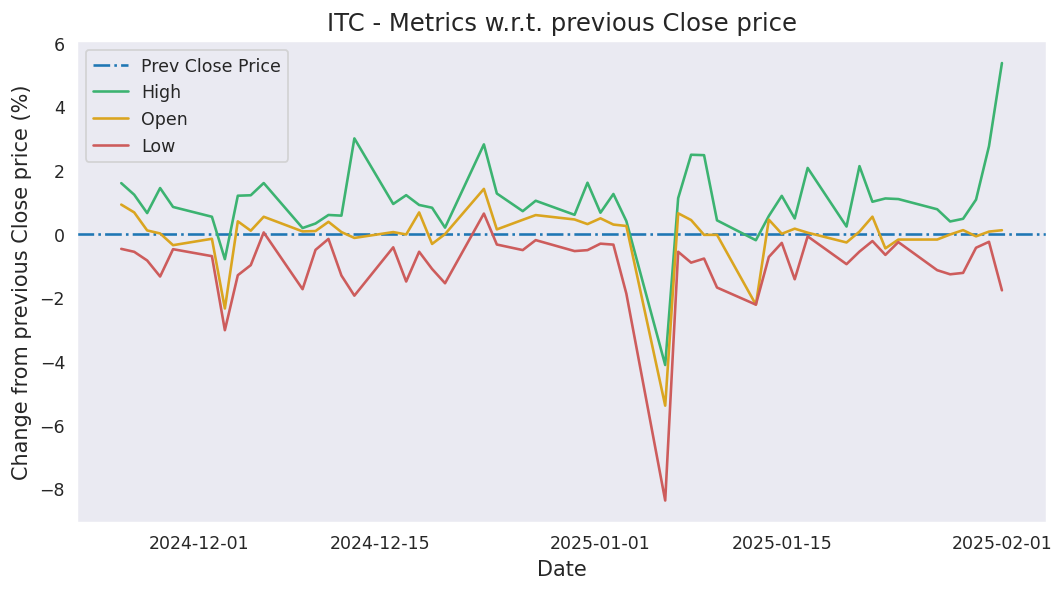 ITC - Metrics w.r.t. previous Close price
Change from previous Close price (%)
6
4
2
0
−2
−4
−6
−8
Prev Close Price
High
Open
Low
2024-12-01 2024-12-15 2025-01-01 2025-01-15 2025-02-01
Date